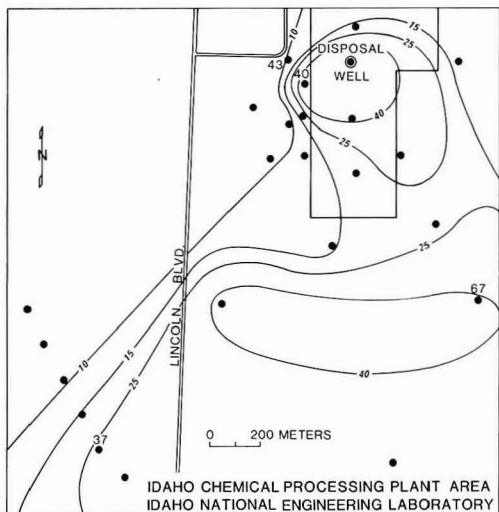 10
15
43
DISPOSAL
25
40
WELL
40
N
25
25
LINCOLN BLVD.
67
10
15
40
25
37
0 200 METERS
IDAHO CHEMICAL PROCESSING PLANT AREA
IDAHO NATIONAL ENGINEERING LABORATORY